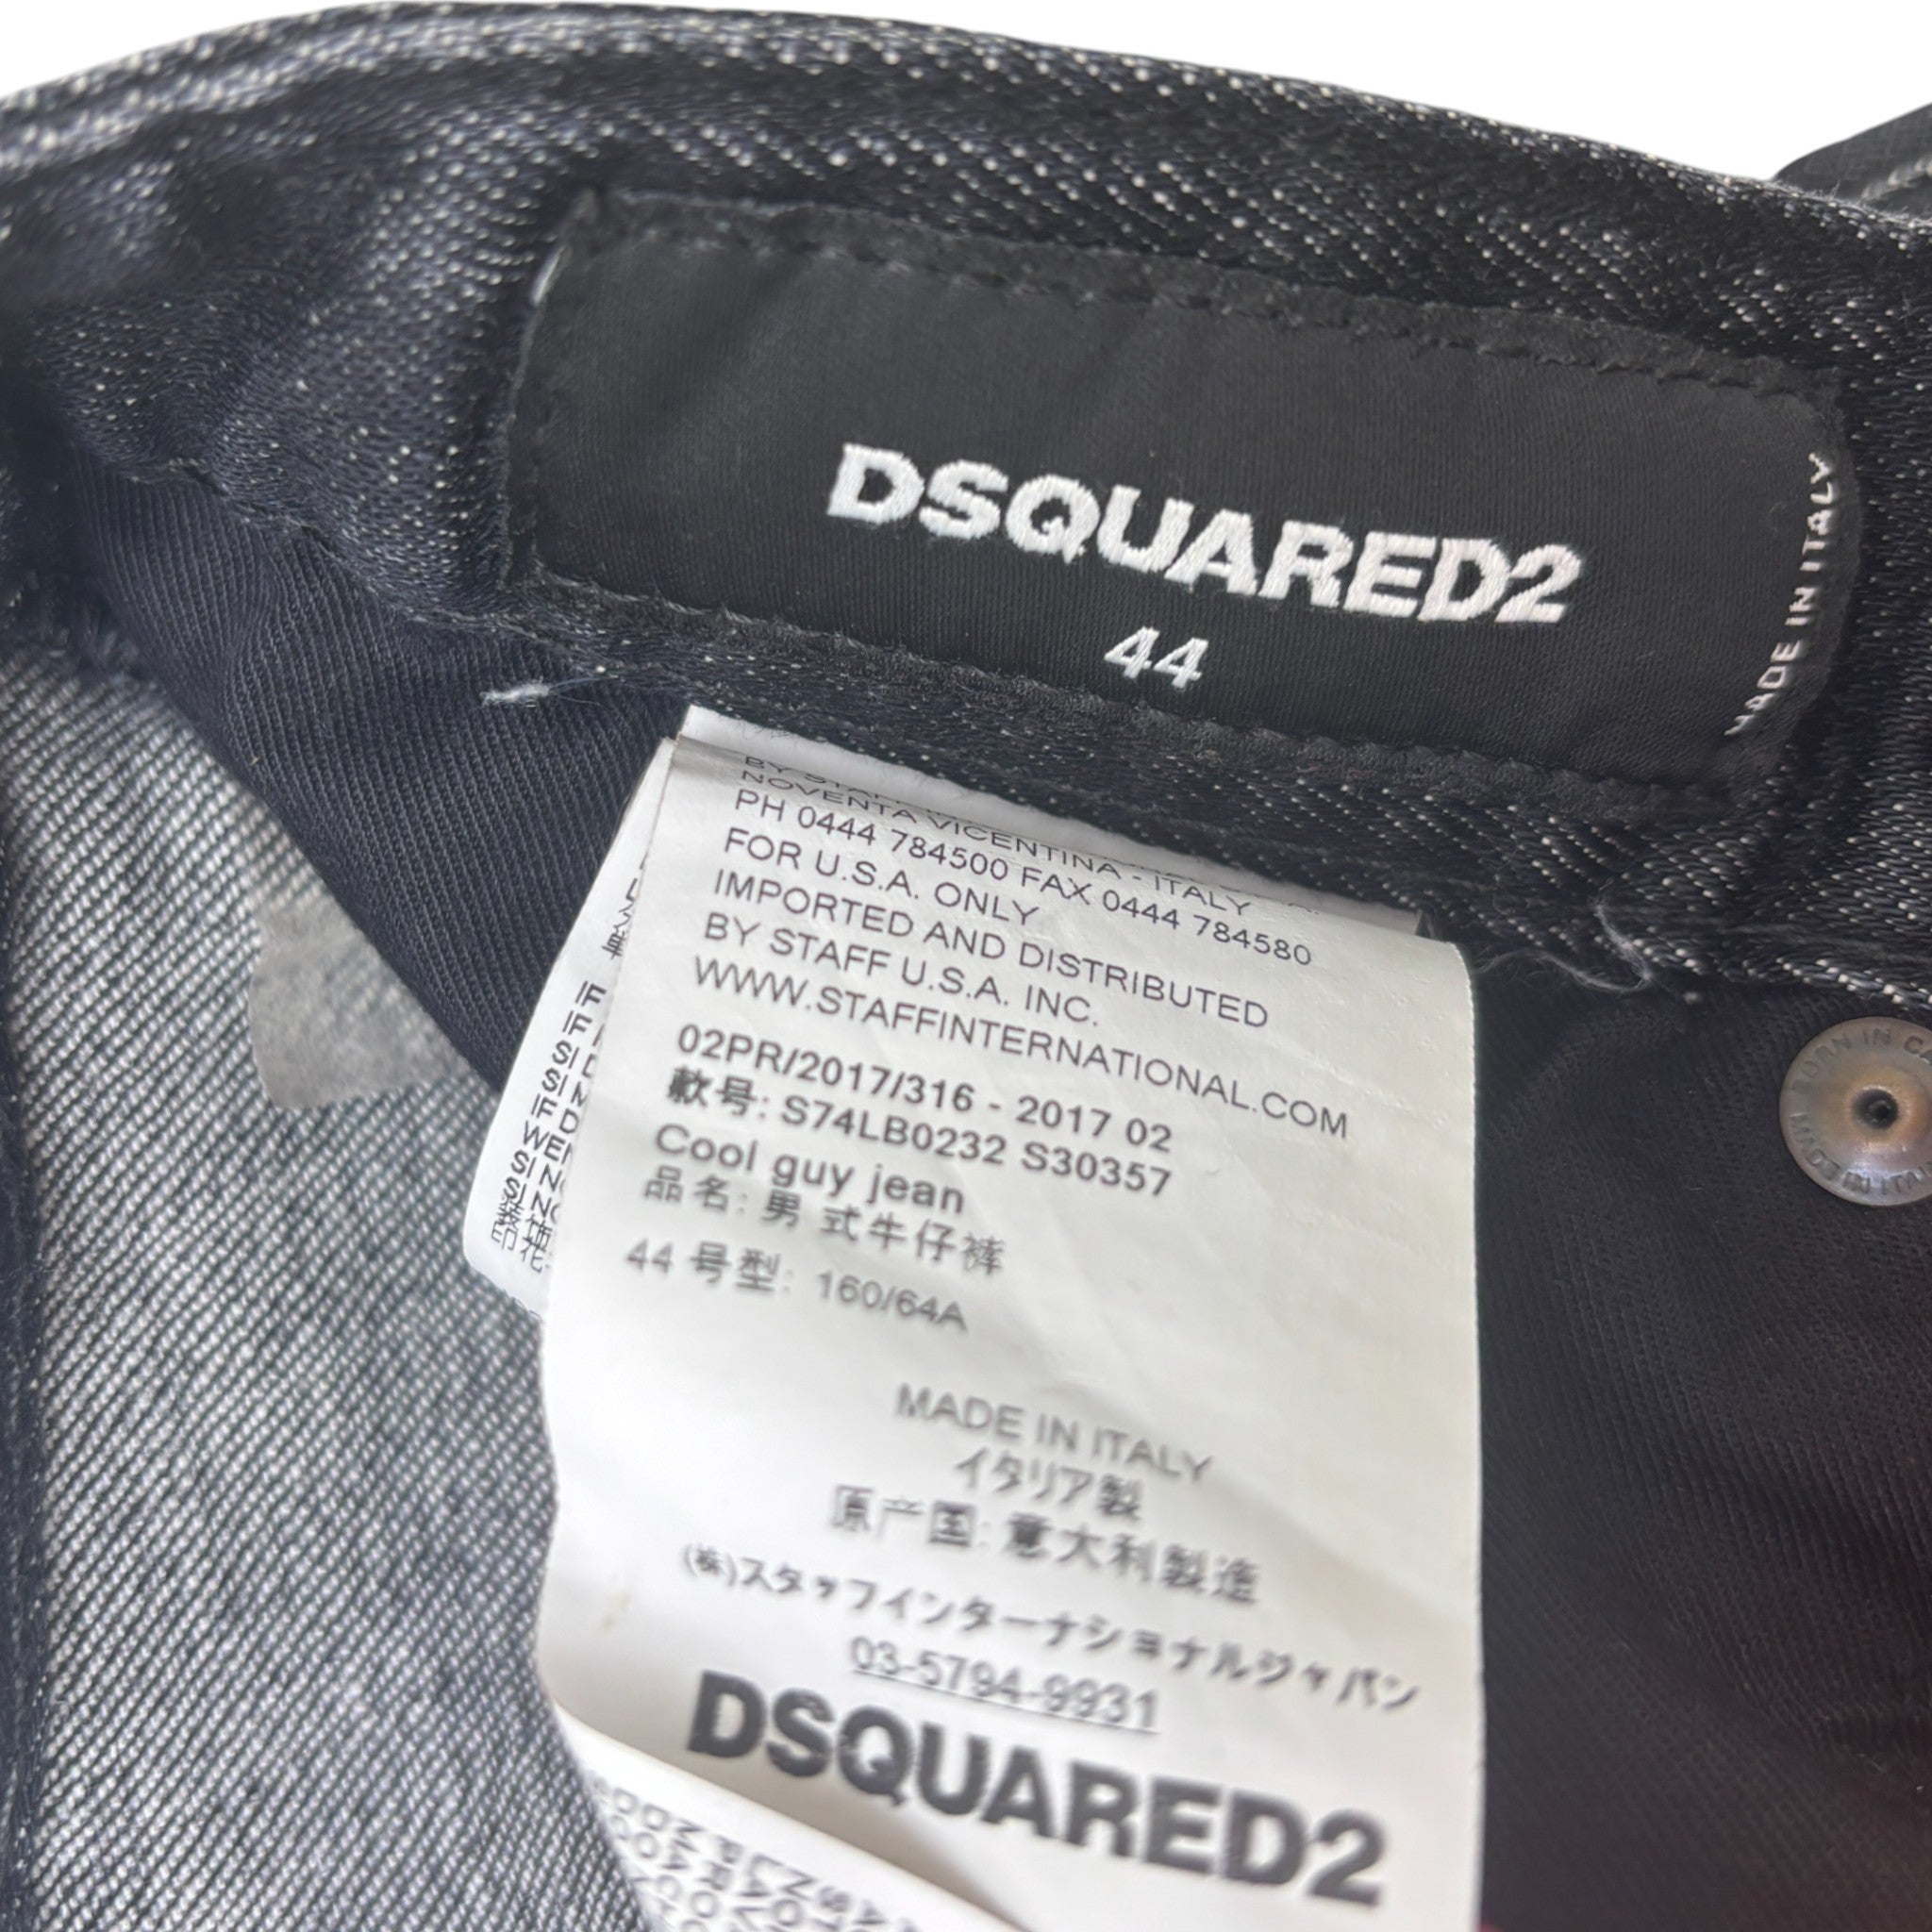 DSQUARED2
44
MADE IN ITALY
NOVENTA VICENTINA - ITALY
PH 0444 784500 FAX 0444 784580
FOR U.S.A. ONLY
IMPORTED AND DISTRIBUTED
BY STAFF U.S.A. INC.
WWW.STAFFINTERNATIONAL.COM
02PR/2017/316 - 2017 02
款号: S74LB0232 S30357
Cool guy jean
品名: 男式牛仔裤
44 号型: 160/64A
MADE IN ITALY
イタリア製
原产国: 意大利製造
(株)スタッフインターナショナルジャパン
03-5794-9931
DSQUARED2